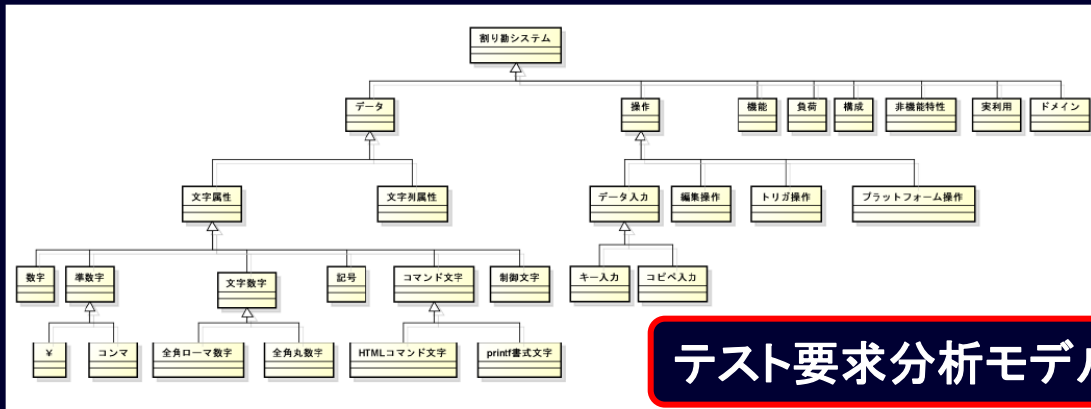 割り勘システム
データ
操作
機能
負荷
構成
非機能特性
実利用
ドメイン
文字属性
文字列属性
データ入力
編集操作
トリガ操作
プラットフォーム操作
数字
準数字
文字数字
記号
コマンド文字
制御文字
キー入力
コピペ入力
¥
コンマ
全角ローマ数字
全角丸数字
HTMLコマンド文字
printf書式文字
テスト要求分析モデル